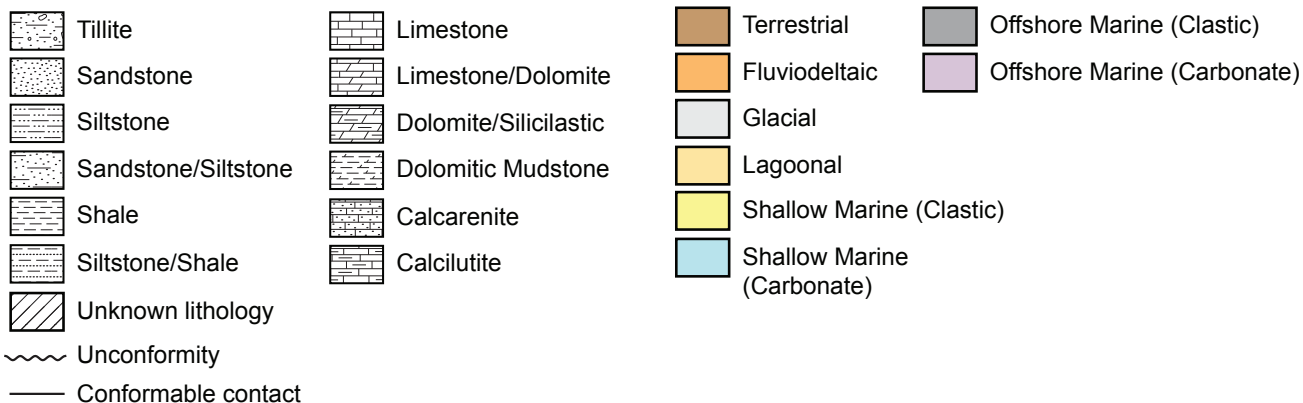 Tillite
Sandstone
Siltstone
Sandstone/Siltstone
Shale
Siltstone/Shale
Unknown lithology
Unconformity
Conformable contact
Limestone
Limestone/Dolomite
Dolomite/Silicilastic
Dolomitic Mudstone
Calcarenite
Calcilutite
Terrestrial
Fluviodeltaic
Glacial
Lagoonal
Shallow Marine (Clastic)
Shallow Marine
(Carbonate)
Offshore Marine (Clastic)
Offshore Marine (Carbonate)